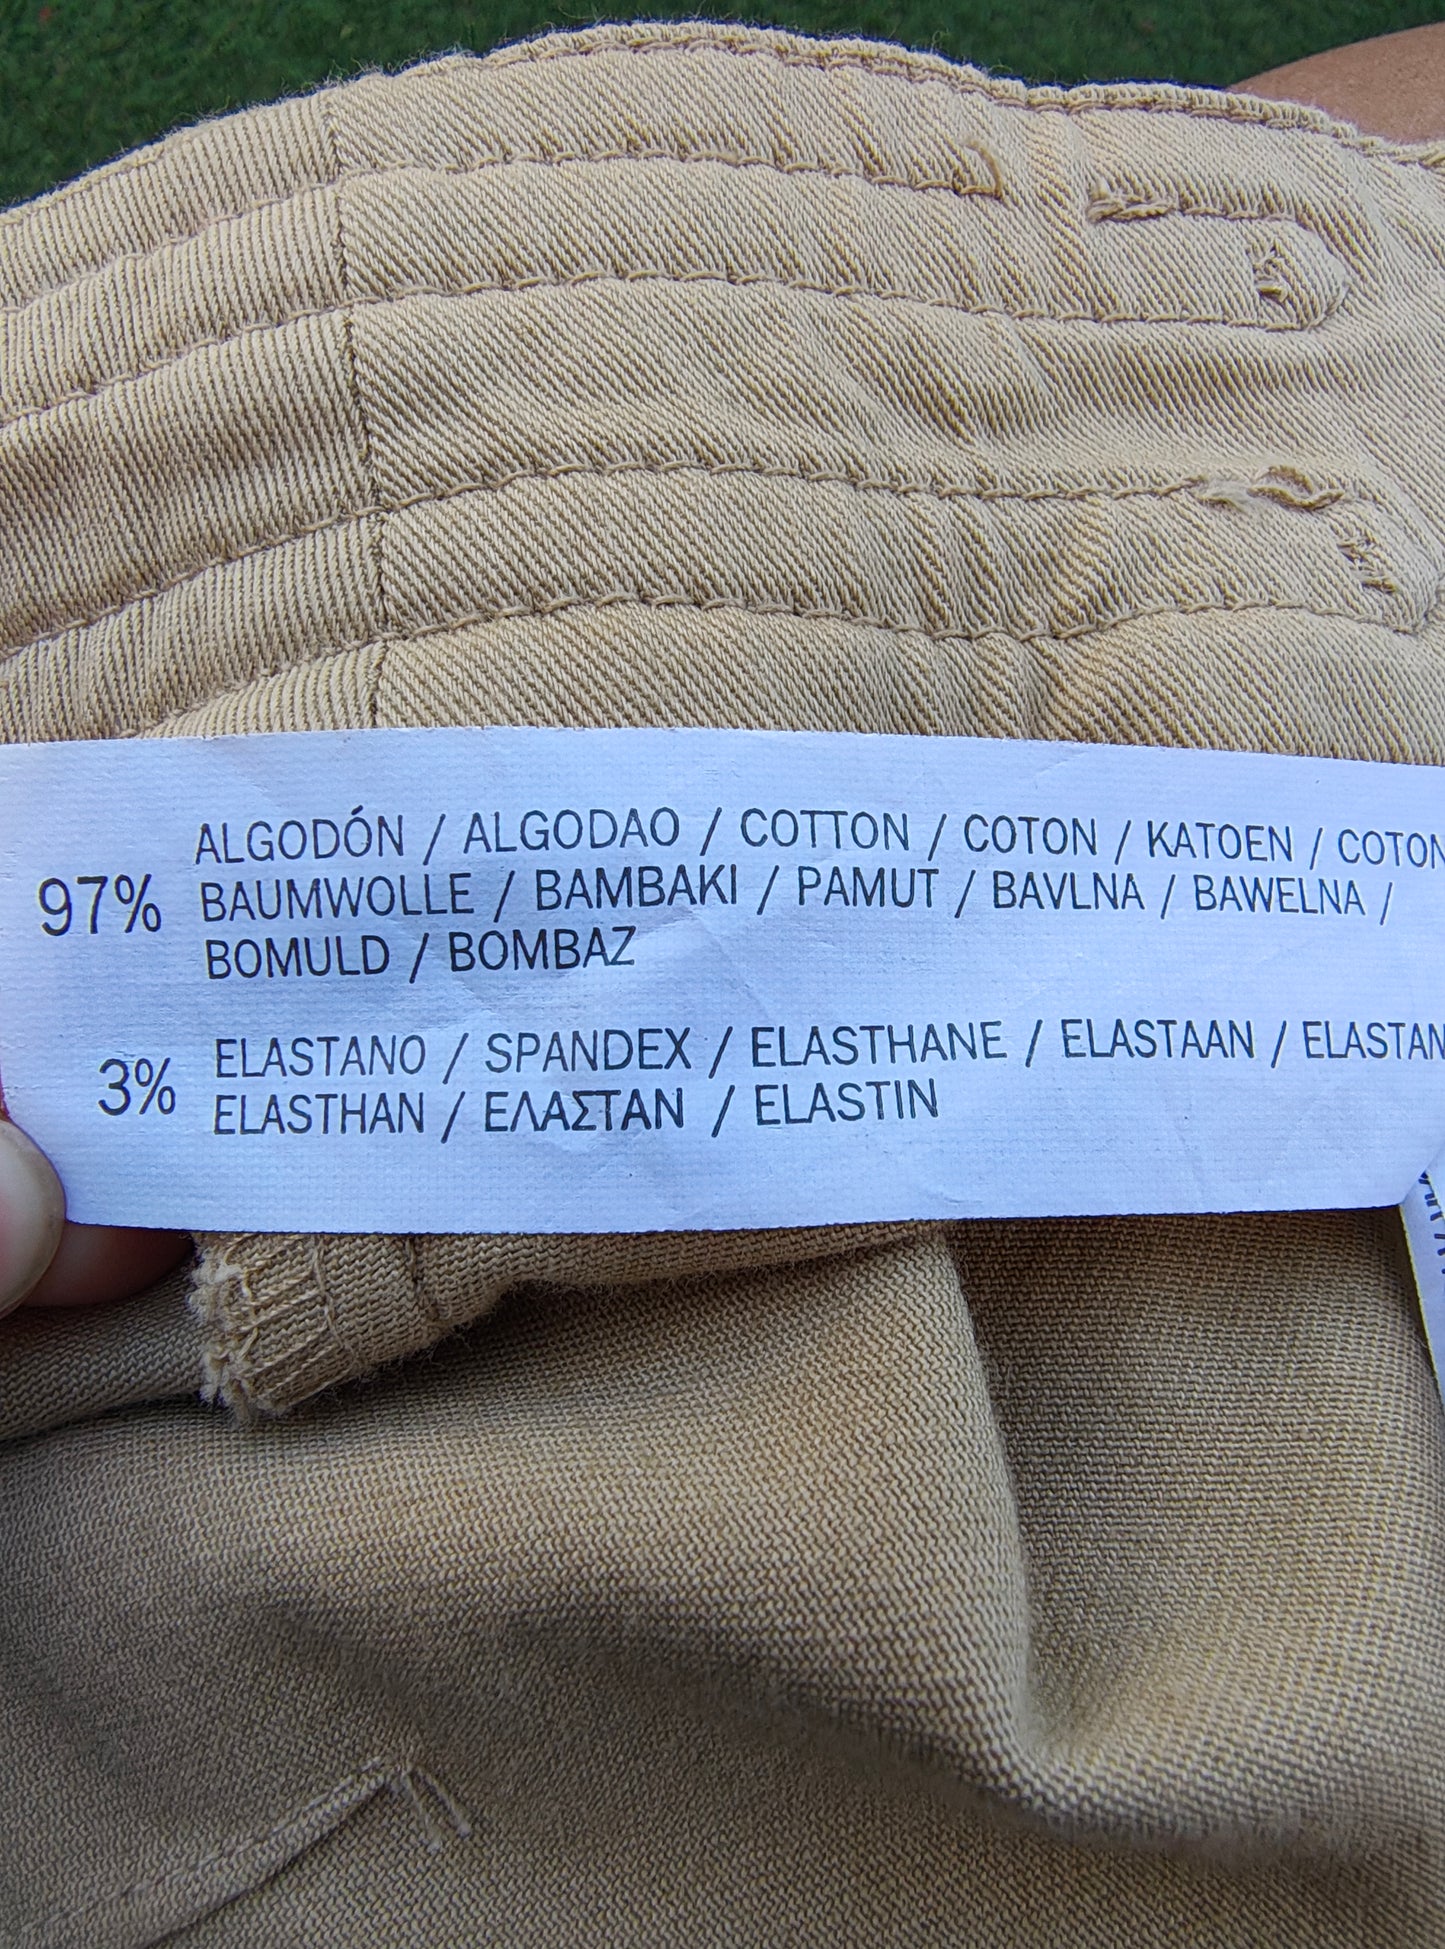 97% ALGODÓN / ALGODAO / COTTON / COTON / KATOEN / COTON
BAUMWOLLE / BAMBAKI / PAMUT / BAVLNA / BAWELNA /
BOMULD / BOMBAZ
3% ELASTANO / SPANDEX / ELASTHANE / ELASTAAN / ELASTAN
ELASTHAN / ΕΛΑΣΤΑΝ / ELASTIN